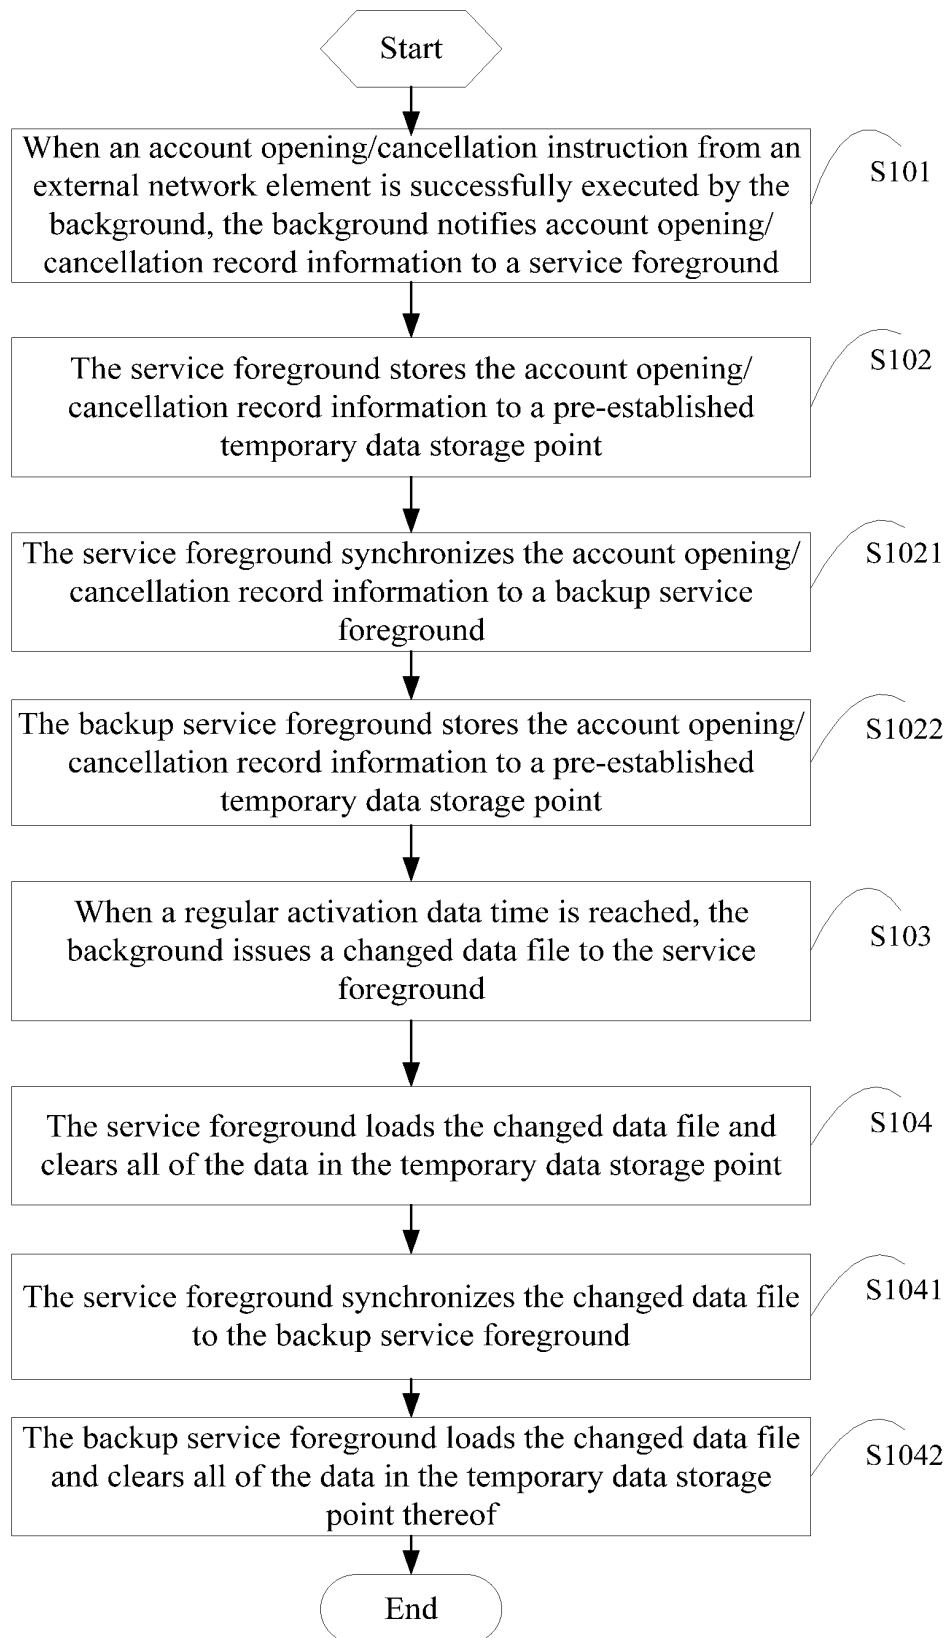 Start
When an account opening/cancellation instruction from an
external network element is successfully executed by the
background, the background notifies account opening/
cancellation record information to a service foreground
S101
The service foreground stores the account opening/
cancellation record information to a pre-established
temporary data storage point
S102
The service foreground synchronizes the account opening/
cancellation record information to a backup service
foreground
S1021
The backup service foreground stores the account opening/
cancellation record information to a pre-established
temporary data storage point
S1022
When a regular activation data time is reached, the
background issues a changed data file to the service
foreground
S103
The service foreground loads the changed data file and
clears all of the data in the temporary data storage point
S104
The service foreground synchronizes the changed data file
to the backup service foreground
S1041
The backup service foreground loads the changed data file
and clears all of the data in the temporary data storage
point thereof
S1042
End